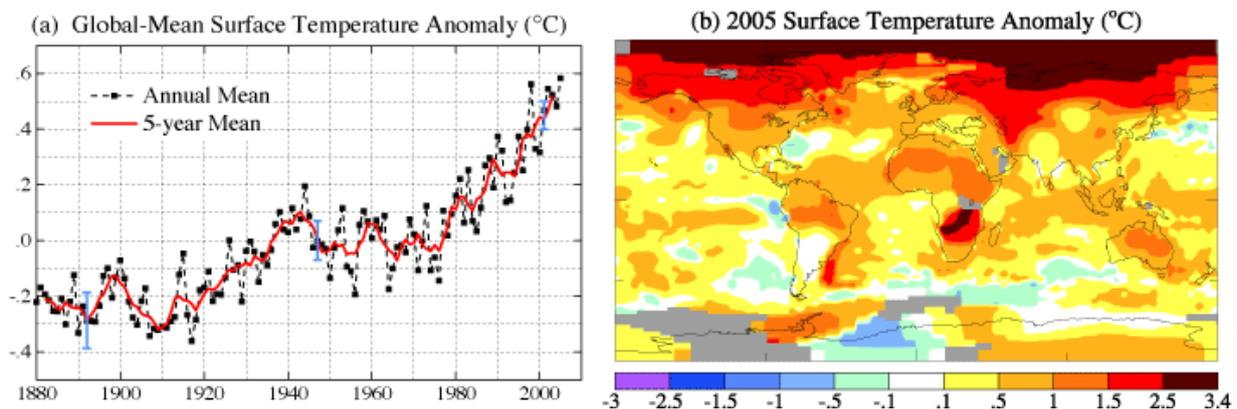 (a) Global-Mean Surface Temperature Anomaly (°C)
.6
.4
.2
.0
-.2
-.4
Annual Mean
5-year Mean
1880 1900 1920 1940 1960 1980 2000
(b) 2005 Surface Temperature Anomaly (°C)
-3 -2.5 -1.5 -1 -.5 -.1 .1 .5 1 1.5 2.5 3.4